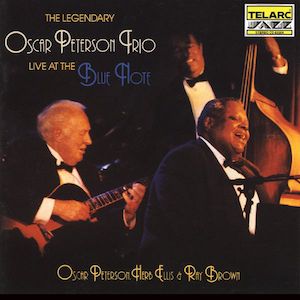 THE LEGENDARY
OSCAR PETERSON TRIO
LIVE AT THE
BLUE NOTE
TELARC
JAZZ
OSCAR PETERSON, HERB ELLIS & RAY BROWN